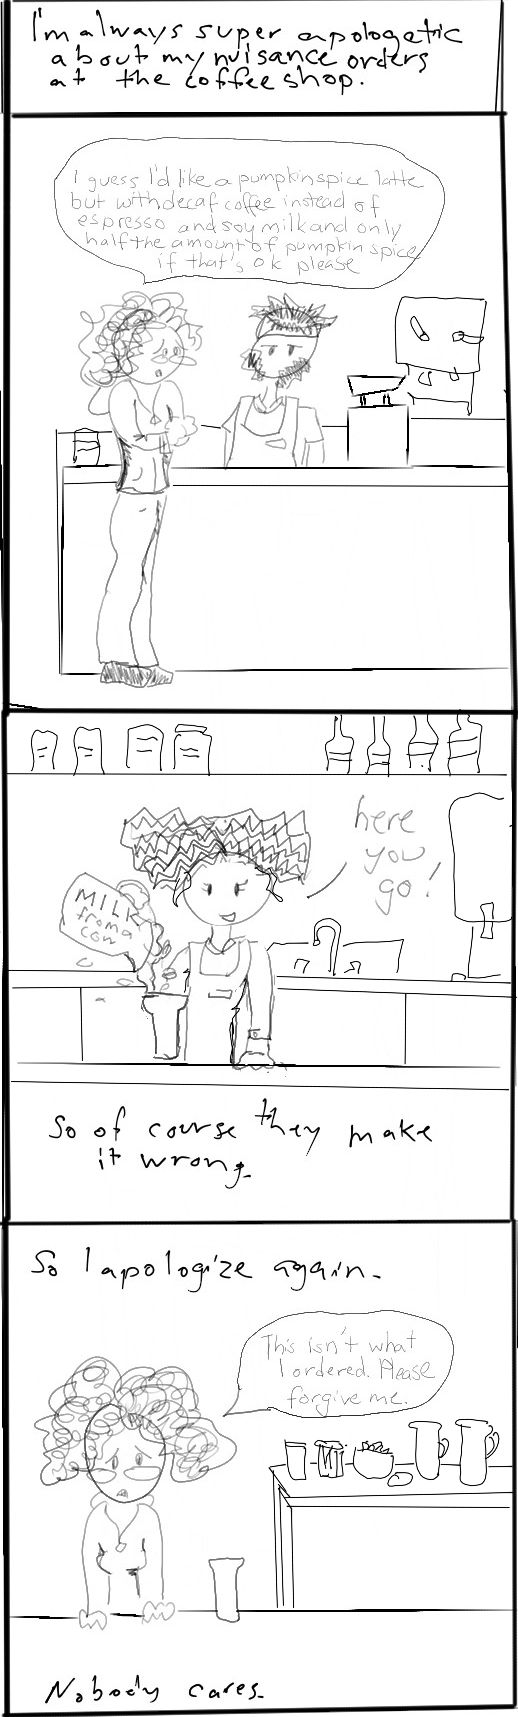 I'm always super apologetic
about my nuisance orders
at the coffee shop.
I guess I'd like a pumpkin spice latte
but with decaf coffee instead of
espresso and soy milk and only
half the amount of pumpkin spice
if that's ok please
here
you
go!
MILK
from a
cow
So of course they make
it wrong.
So I apologize again.
This isn't what
I ordered. Please
forgive me.
Nobody cares.